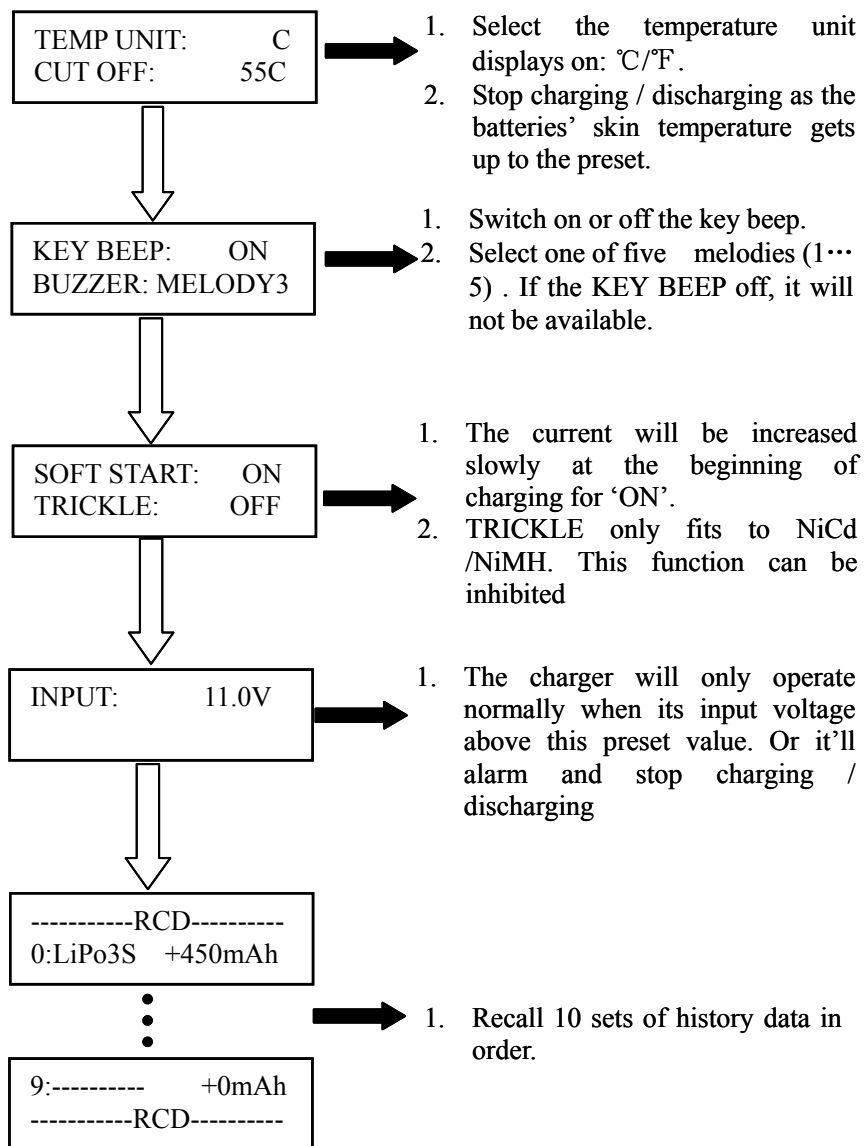 TEMP UNIT: C
CUT OFF: 55C
1. Select the temperature unit
displays on: ℃/℉.
2. Stop charging / discharging as the
batteries’ skin temperature gets
up to the preset.
KEY BEEP: ON
BUZZER: MELODY3
1. Switch on or off the key beep.
2. Select one of five melodies (1···
5) . If the KEY BEEP off, it will
not be available.
SOFT START: ON
TRICKLE: OFF
1. The current will be increased
slowly at the beginning of
charging for ‘ON’.
2. TRICKLE only fits to NiCd
/NiMH. This function can be
inhibited
INPUT: 11.0V
1. The charger will only operate
normally when its input voltage
above this preset value. Or it’ll
alarm and stop charging /
discharging
-----------RCD----------
0:LiPo3S +450mAh
9:---------- +0mAh
-----------RCD----------
1. Recall 10 sets of history data in
order.